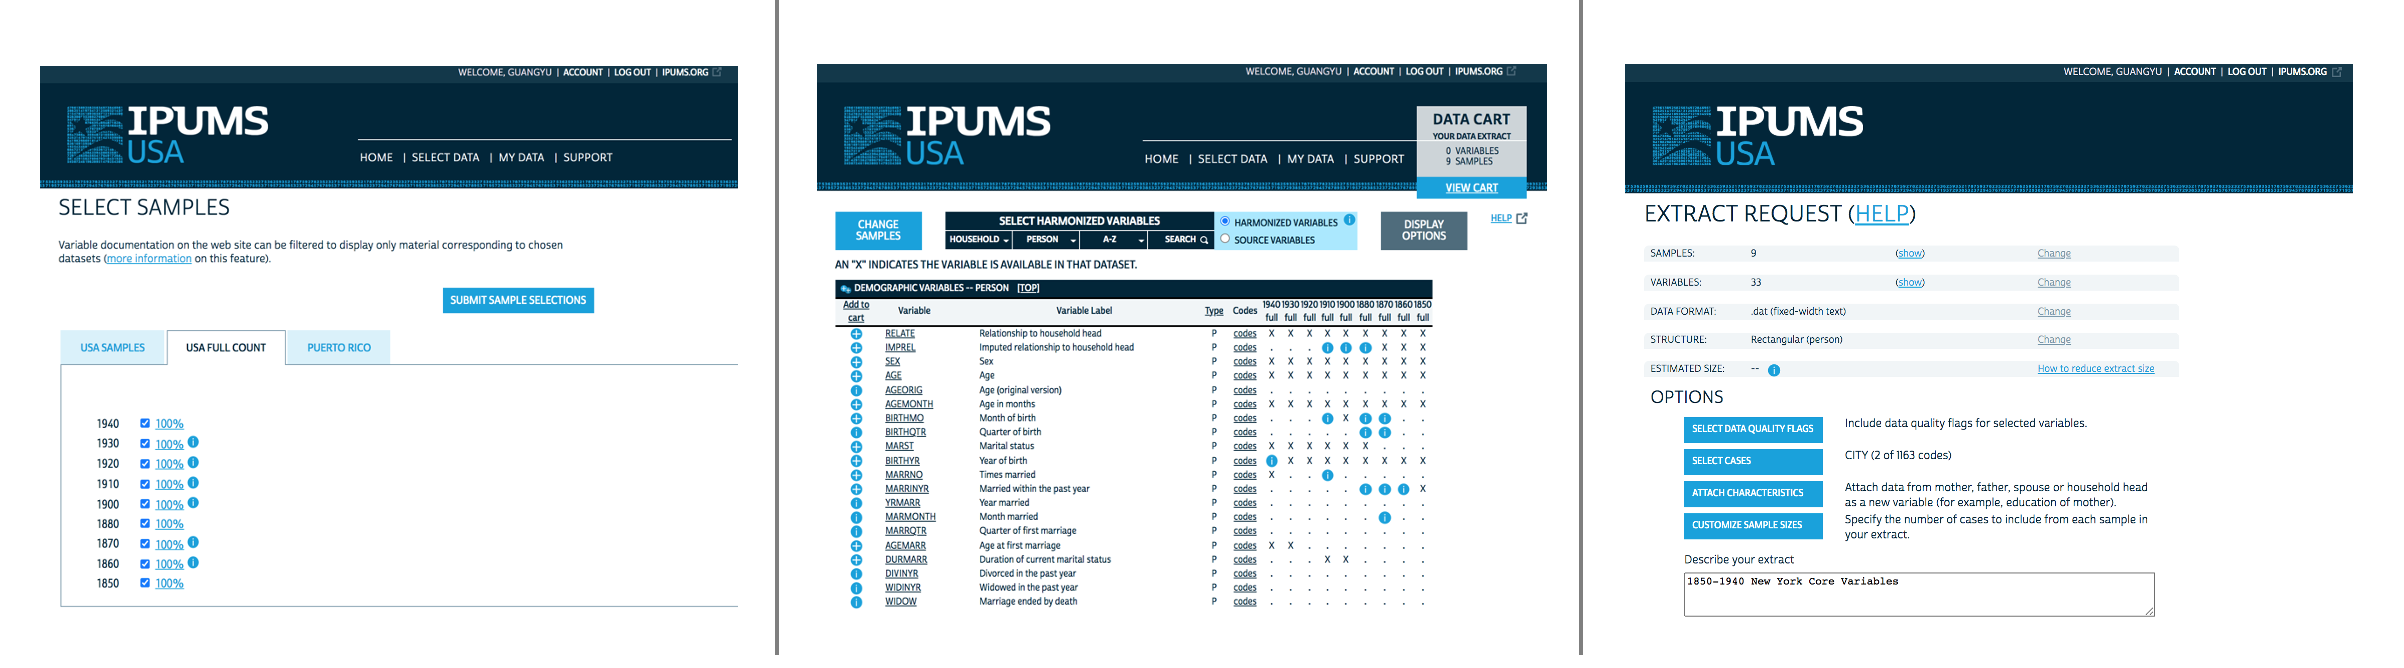 WELCOME, GUANGYU | ACCOUNT | LOG OUT | IPUMS.ORG
IPUMS
USA
HOME | SELECT DATA | MY DATA | SUPPORT
SELECT SAMPLES
Variable documentation on the web site can be filtered to display only material corresponding to chosen
datasets (more information on this feature).
SUBMIT SAMPLE SELECTIONS
USA SAMPLES USA FULL COUNT PUERTO RICO
1940 100%
1930 100% i
1920 100% i
1910 100% i
1900 100% i
1880 100%
1870 100% i
1860 100% i
1850 100%
WELCOME, GUANGYU | ACCOUNT | LOG OUT | IPUMS.ORG
IPUMS
USA
HOME | SELECT DATA | MY DATA | SUPPORT
DATA CART
YOUR DATA EXTRACT
0 VARIABLES
9 SAMPLES
VIEW CART
CHANGE
SAMPLES
SELECT HARMONIZED VARIABLES
HOUSEHOLD PERSON A-Z SEARCH
HARMONIZED VARIABLES i
SOURCE VARIABLES
DISPLAY
OPTIONS
HELP
AN "X" INDICATES THE VARIABLE IS AVAILABLE IN THAT DATASET.
DEMOGRAPHIC VARIABLES -- PERSON [TOP]
Add to
cart Variable Variable Label Type Codes
1940 1930 1920 1910 1900 1880 1870 1860 1850
full full full full full full full full full
RELATE Relationship to household head P codes X X X X X X X X X
IMPREL Imputed relationship to household head P codes . . . i i i X X X
SEX Sex P codes X X X X X X X X X
AGE Age P codes X X X X X X X X X
AGEORIG Age (original version) P codes . . . . . . . . .
AGEMONTH Age in months P codes X X X X X X X X X
BIRTHMO Month of birth P codes . . . i X i i . .
BIRTHQTR Quarter of birth P codes . . . . . i i . .
MARST Marital status P codes X X X X X X . . .
BIRTHYR Year of birth P codes i X X X X X X X X
MARRNO Times married P codes X . . i . . . . .
MARRINYR Married within the past year P codes . . . . . i i i X
YRMARR Year married P codes . . . . . . . . .
MARMONTH Month married P codes . . . . . . i . .
MARRQTR Quarter of first marriage P codes . . . . . . . . .
AGEMARR Age at first marriage P codes X X . . . . . . .
DURMARR Duration of current marital status P codes . . . X X . . . .
DIVINYR Divorced in the past year P codes . . . . . . . . .
WIDINYR Widowed in the past year P codes . . . . . . . . .
WIDOW Marriage ended by death P codes . . . . . . . . .
WELCOME, GUANGYU | ACCOUNT | LOG OUT | IPUMS.ORG
IPUMS
USA
HOME | SELECT DATA | MY DATA | SUPPORT
EXTRACT REQUEST (HELP)
SAMPLES: 9 (show) Change
VARIABLES: 33 (show) Change
DATA FORMAT: .dat (fixed-width text) Change
STRUCTURE: Rectangular (person) Change
ESTIMATED SIZE: -- i How to reduce extract size
OPTIONS
SELECT DATA QUALITY FLAGS Include data quality flags for selected variables.
SELECT CASES CITY (2 of 1163 codes)
ATTACH CHARACTERISTICS Attach data from mother, father, spouse or household head
as a new variable (for example, education of mother).
CUSTOMIZE SAMPLE SIZES Specify the number of cases to include from each sample in
your extract.
Describe your extract
1850-1940 New York Core Variables